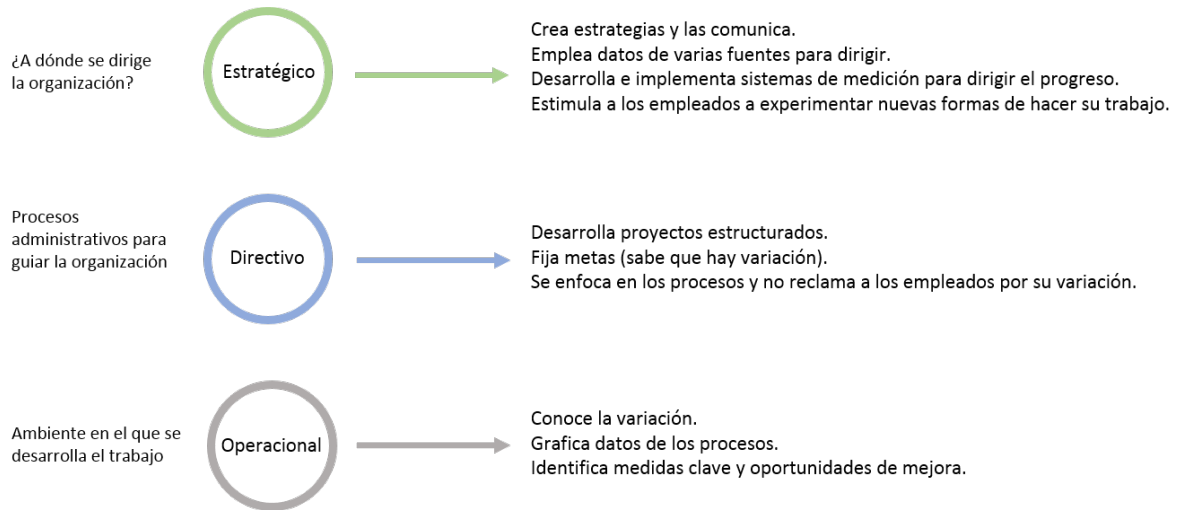 ¿A dónde se dirige
la organización?
Estratégico
Crea estrategias y las comunica.
Emplea datos de varias fuentes para dirigir.
Desarrolla e implementa sistemas de medición para dirigir el progreso.
Estimula a los empleados a experimentar nuevas formas de hacer su trabajo.
Procesos
administrativos para
guiar la organización
Directivo
Desarrolla proyectos estructurados.
Fija metas (sabe que hay variación).
Se enfoca en los procesos y no reclama a los empleados por su variación.
Ambiente en el que se
desarrolla el trabajo
Operacional
Conoce la variación.
Grafica datos de los procesos.
Identifica medidas clave y oportunidades de mejora.